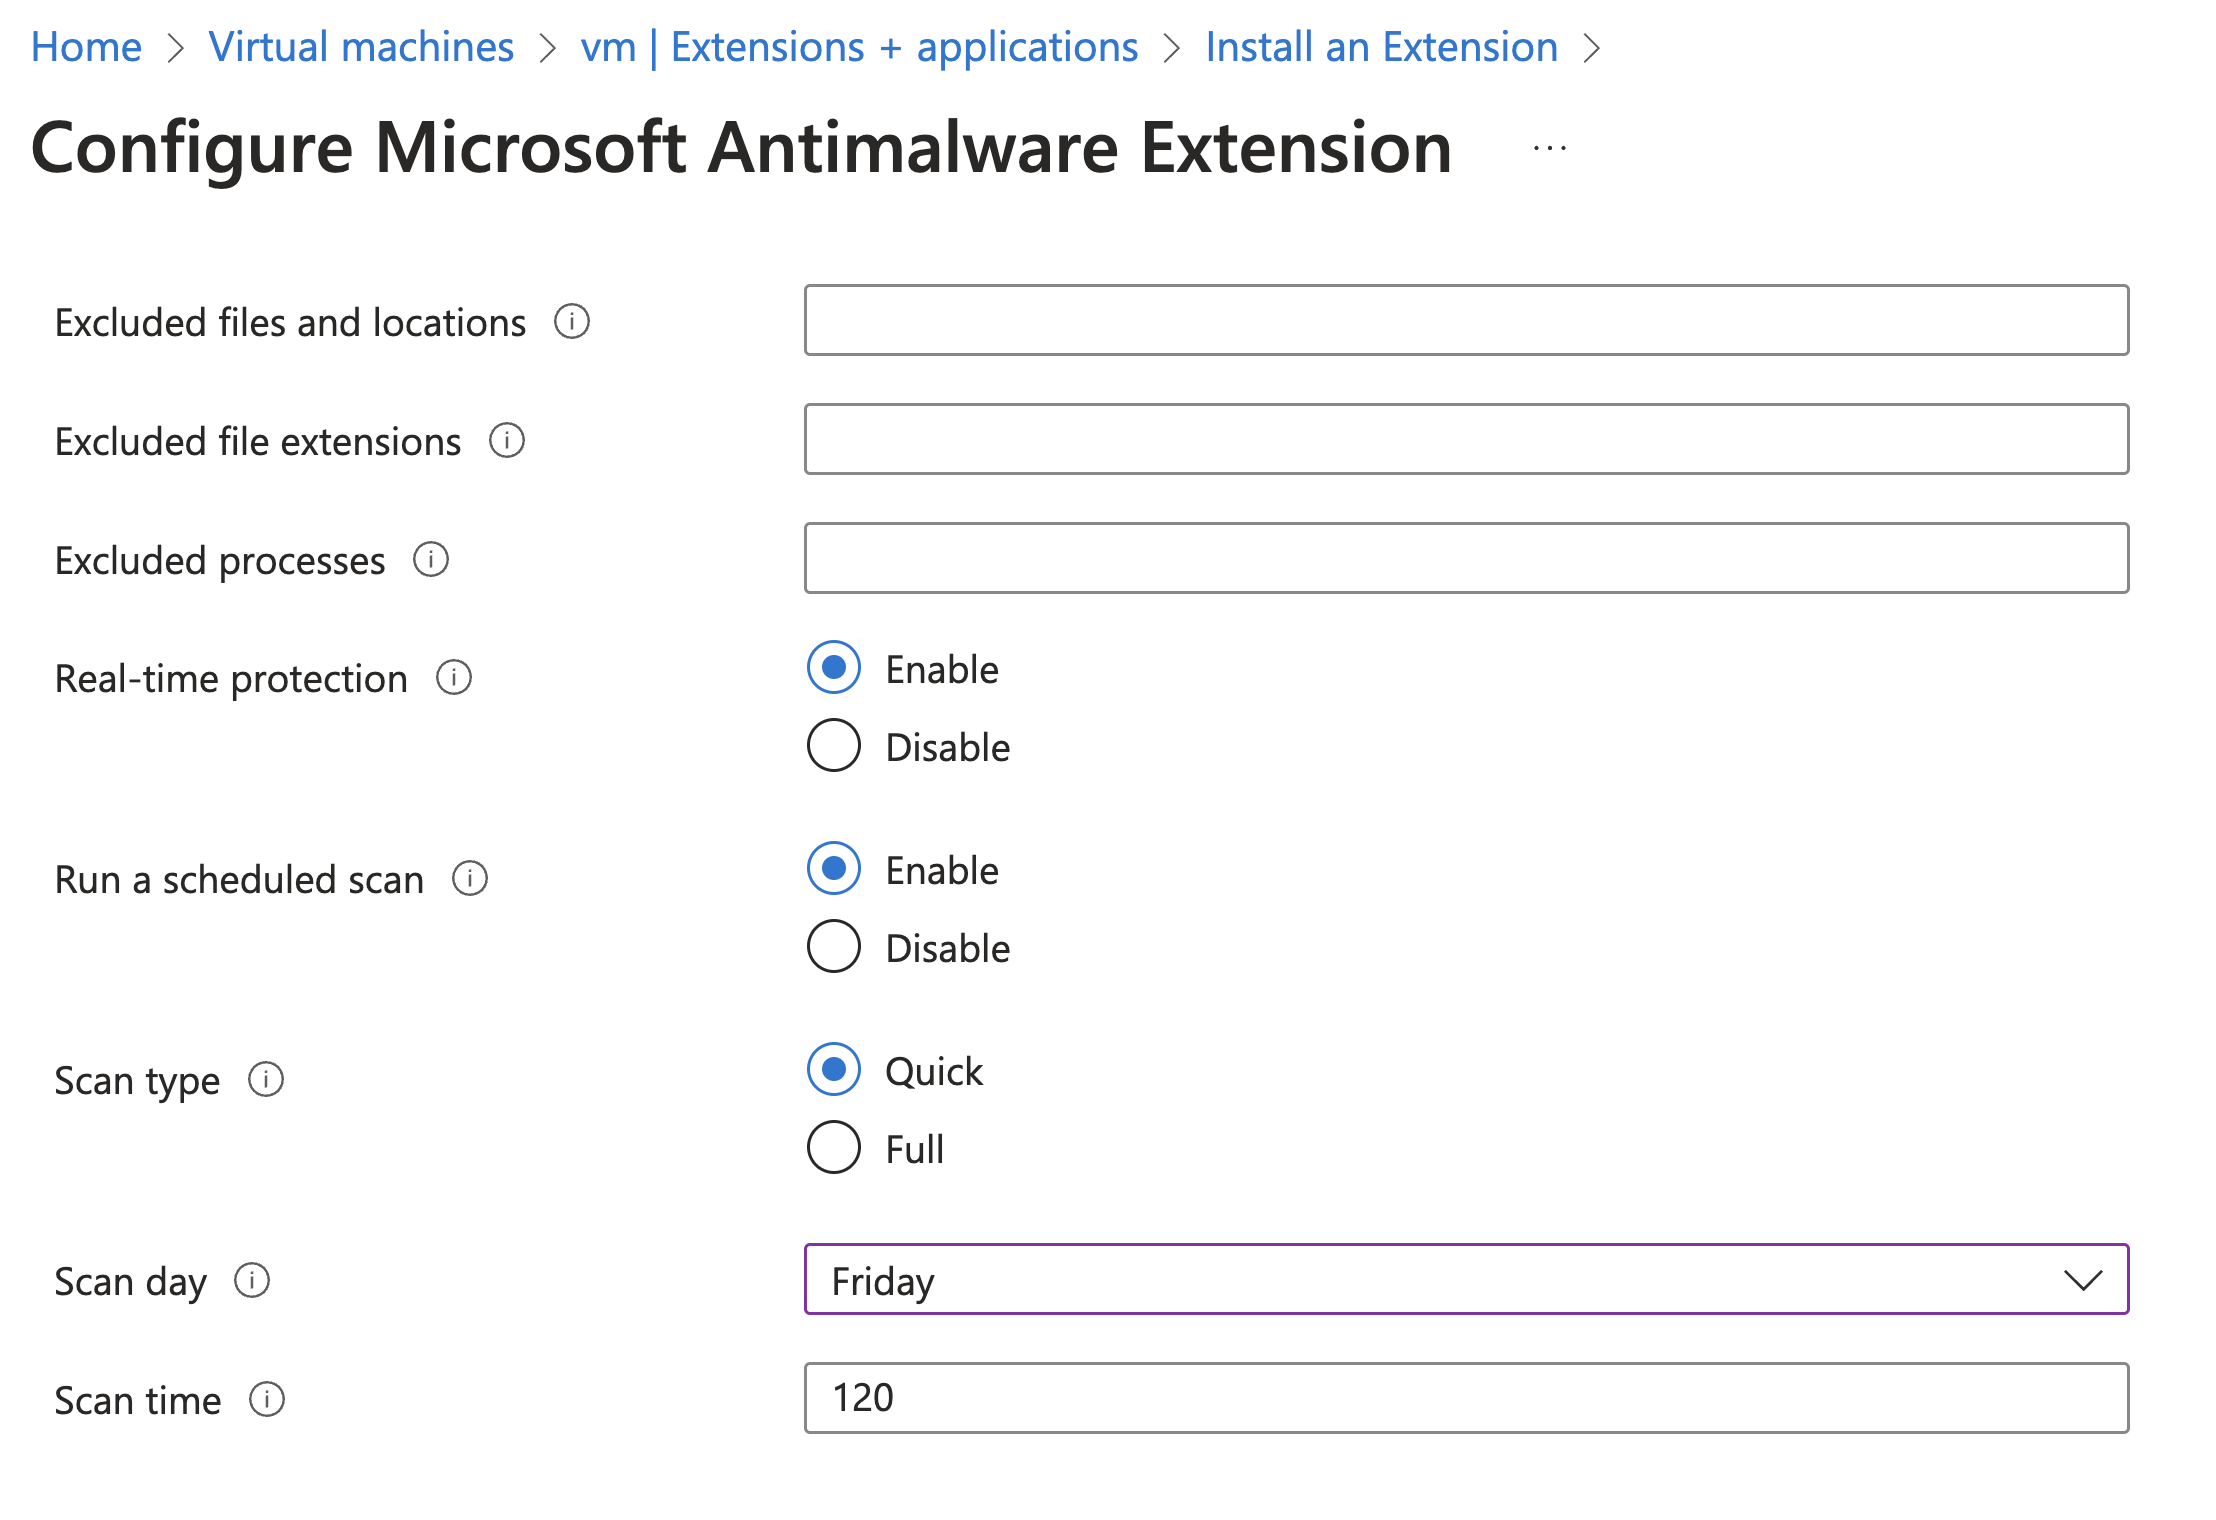 Home > Virtual machines > vm | Extensions + applications > Install an Extension >
Configure Microsoft Antimalware Extension ...
Excluded files and locations
Excluded file extensions
Excluded processes
Real-time protection
Enable
Disable
Run a scheduled scan
Enable
Disable
Scan type
Quick
Full
Scan day
Friday
Scan time
120